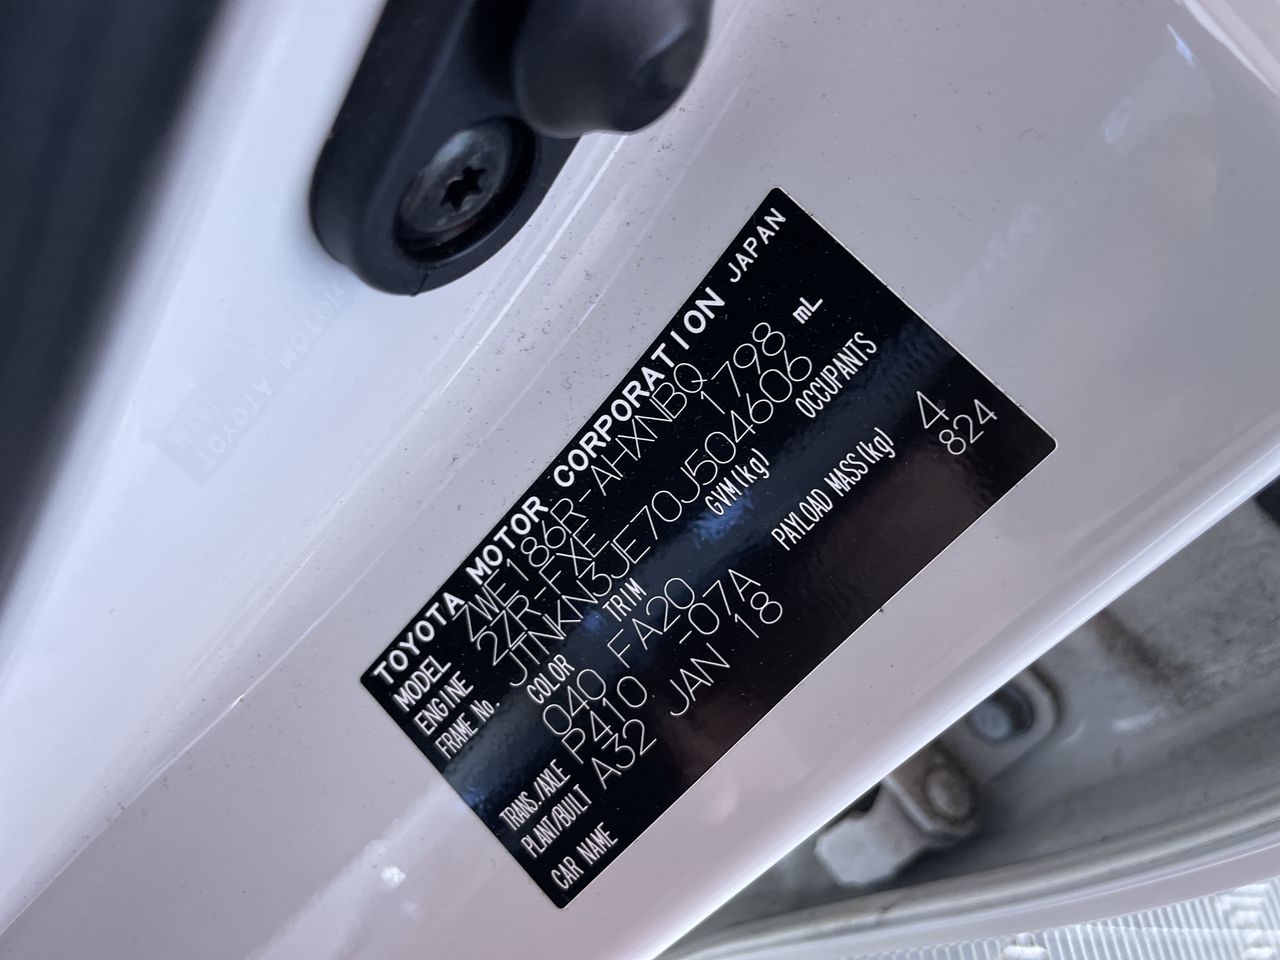 TOYOTA MOTOR CORPORATION JAPAN
MODEL ZWE186R-AHXNBQ
ENGINE 2ZR-FXE 1798 mL
FRAME No. JTNKN3JE70J504606
COLOR TRIM GVM(kg) OCCUPANTS
040 FA20 4
TRANS./AXLE P410 -07A PAYLOAD MASS(kg) 824
PLANT/BUILT A32 JAN 18
CAR NAME